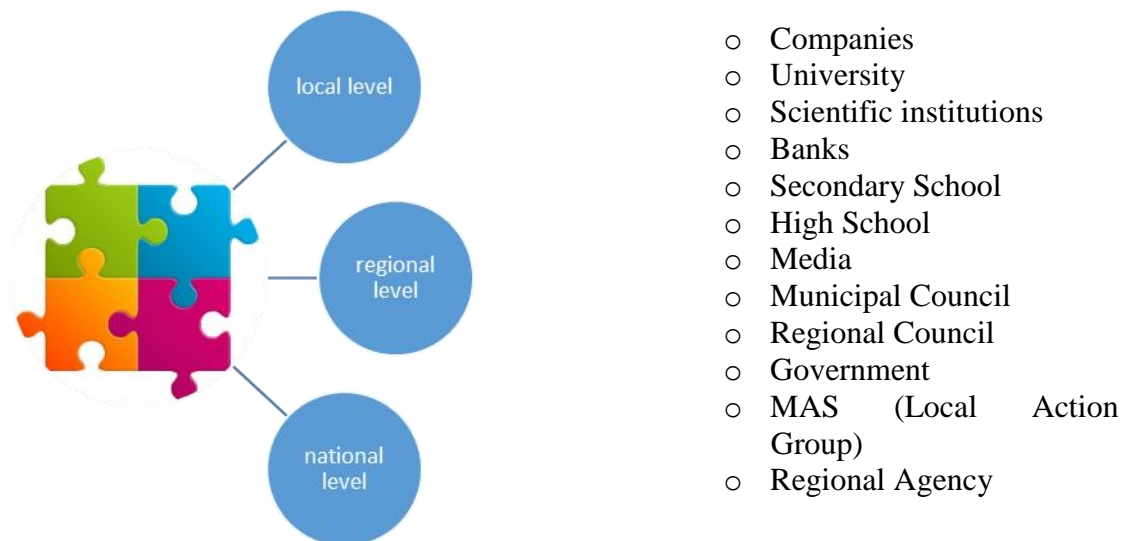 local level
regional
level
national
level
o Companies
o University
o Scientific institutions
o Banks
o Secondary School
o High School
o Media
o Municipal Council
o Regional Council
o Government
o MAS (Local Action
Group)
o Regional Agency